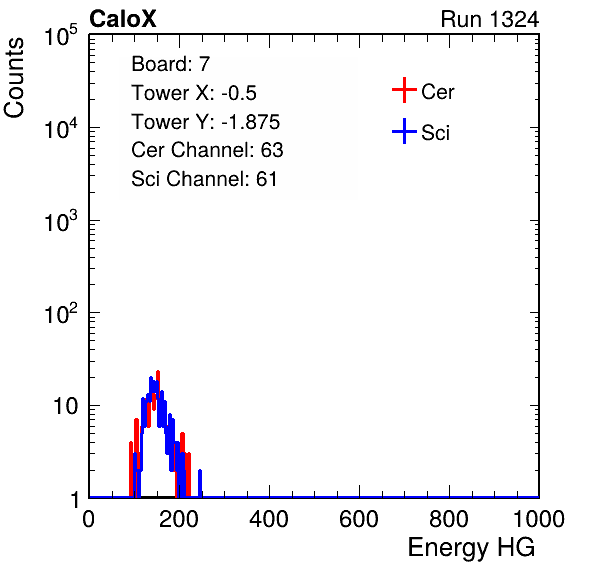 CaloX Run 1324
Counts
10^5
10^4
10^3
10^2
10
1
Board: 7
Tower X: -0.5
Tower Y: -1.875
Cer Channel: 63
Sci Channel: 61
Cer
Sci
0 200 400 600 800 1000
Energy HG